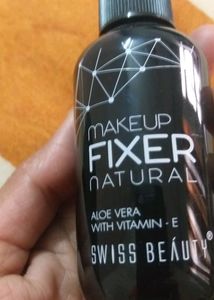 MAKEUP
FIXER
NATURAL
ALOE VERA
WITH VITAMIN - E
SWISS BEAUTY®